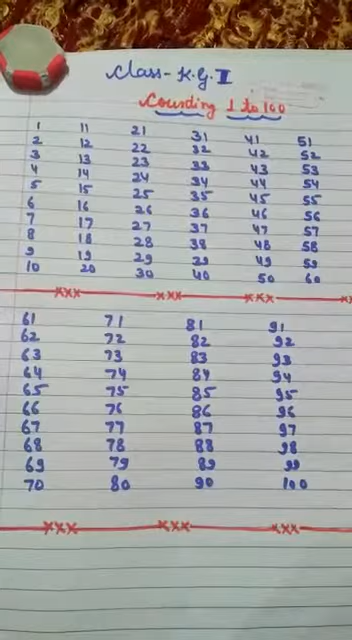 Class- K.G. II
Counting 1 to 100
1 11 21 31 41 51
2 12 22 32 42 52
3 13 23 33 43 53
4 14 24 34 44 54
5 15 25 35 45 55
6 16 26 36 46 56
7 17 27 37 47 57
8 18 28 38 48 58
9 19 29 39 49 59
10 20 30 40 50 60
xxx xxx xxx xx
61 71 81 91
62 72 82 92
63 73 83 93
64 74 84 94
65 75 85 95
66 76 86 96
67 77 87 97
68 78 88 98
69 79 89 99
70 80 90 100
xxx xxx xxx